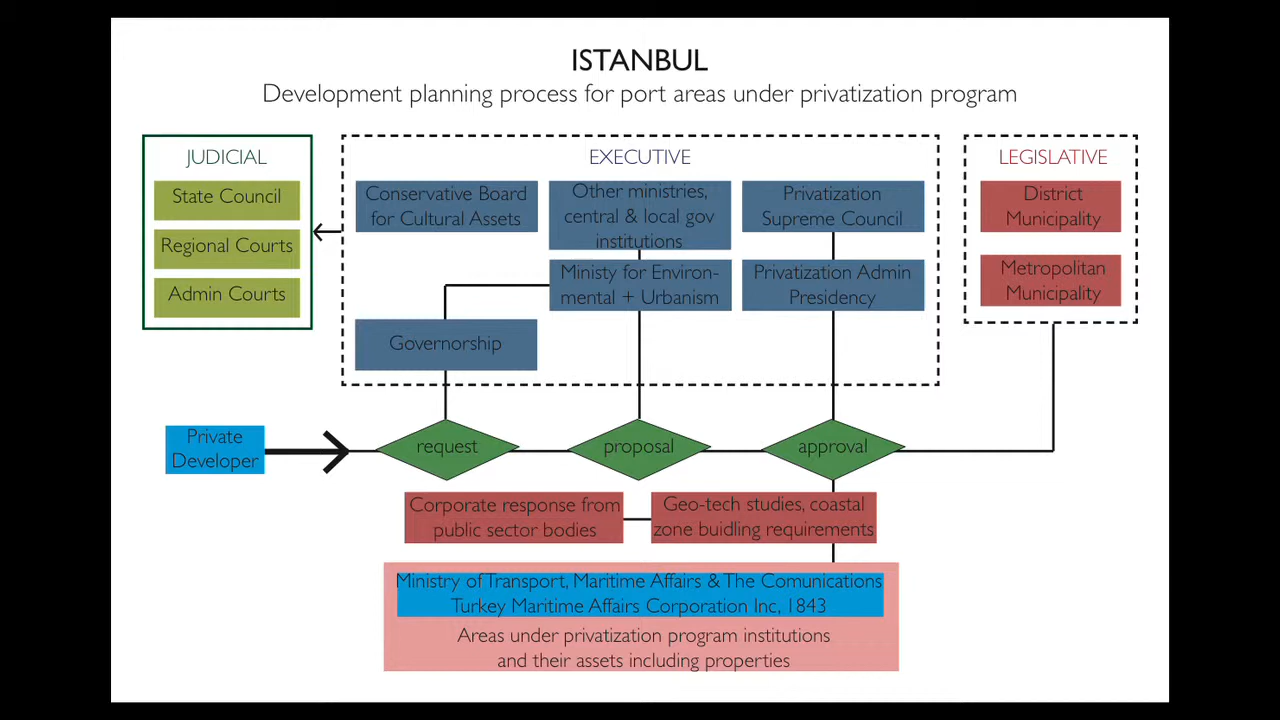 ISTANBUL
Development planning process for port areas under privatization program
JUDICIAL
State Council
Regional Courts
Admin Courts
EXECUTIVE
Conservative Board
for Cultural Assets
Other ministries,
central & local gov
institutions
Privatization
Supreme Council
Ministy for Environ-
mental + Urbanism
Privatization Admin
Presidency
Governorship
LEGISLATIVE
District
Municipality
Metropolitan
Municipality
Private
Developer
request
proposal
approval
Corporate response from
public sector bodies
Geo-tech studies, coastal
zone buidling requirements
Ministry of Transport, Maritime Affairs & The Comunications
Turkey Maritime Affairs Corporation Inc, 1843
Areas under privatization program institutions
and their assets including properties